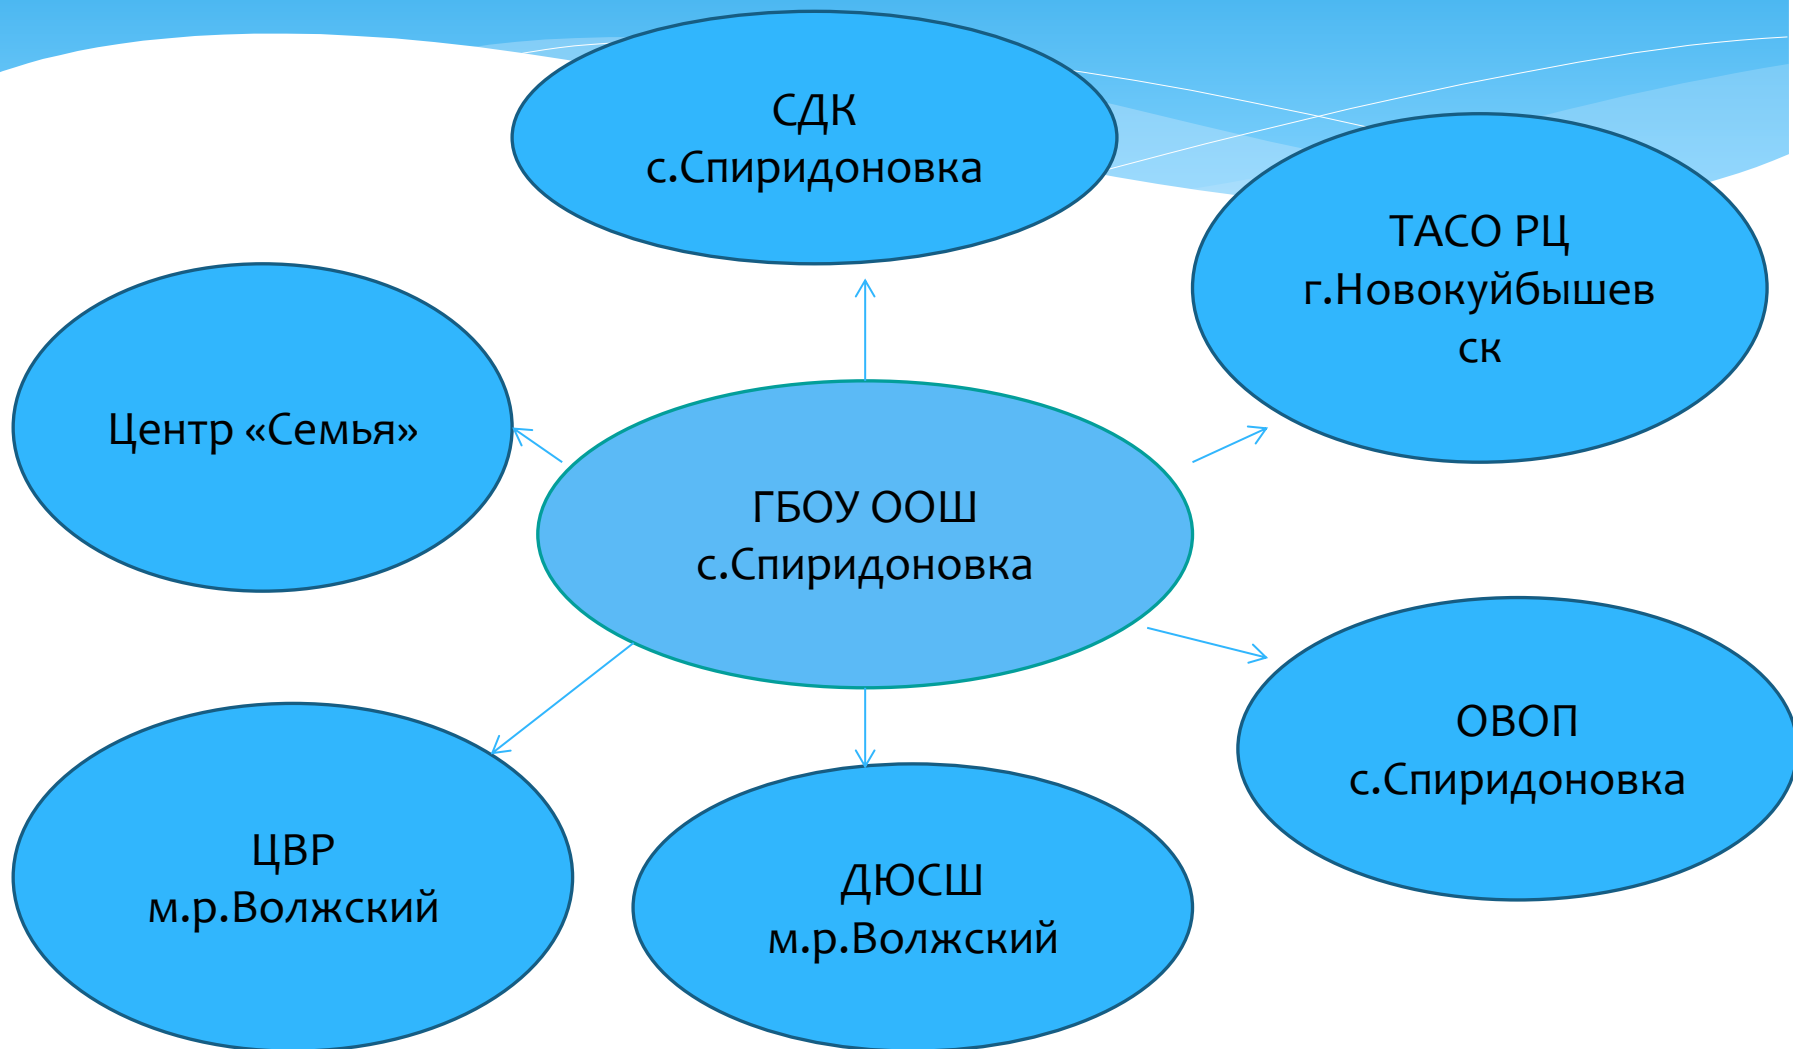 СДК
с.Спиридоновка
ТАСО РЦ
г.Новокуйбышев
ск
Центр «Семья»
ГБОУ ООШ
с.Спиридоновка
ОВОП
с.Спиридоновка
ЦВР
м.р.Волжский
ДЮСШ
м.р.Волжский